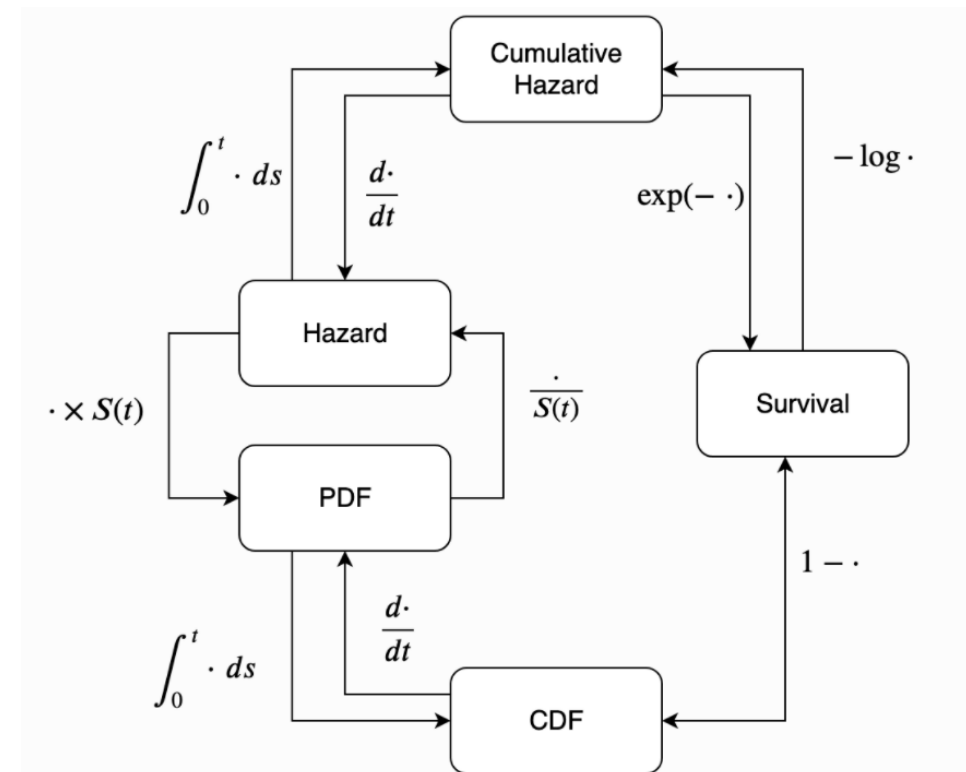 Cumulative
Hazard
∫₀ᵗ · ds
d·
dt
exp(− ·)
− log ·
Hazard
· × S(t)
·
S(t)
Survival
PDF
1 − ·
d·
dt
∫₀ᵗ · ds
CDF